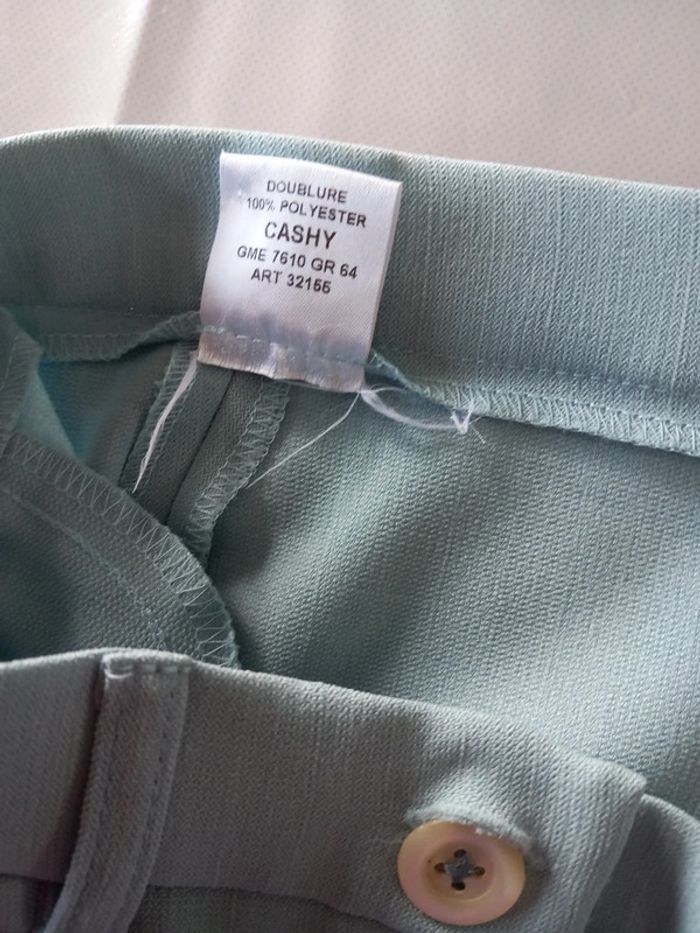 DOUBLURE
100% POLYESTER
CASHY
GME 7610 GR 64
ART 32155